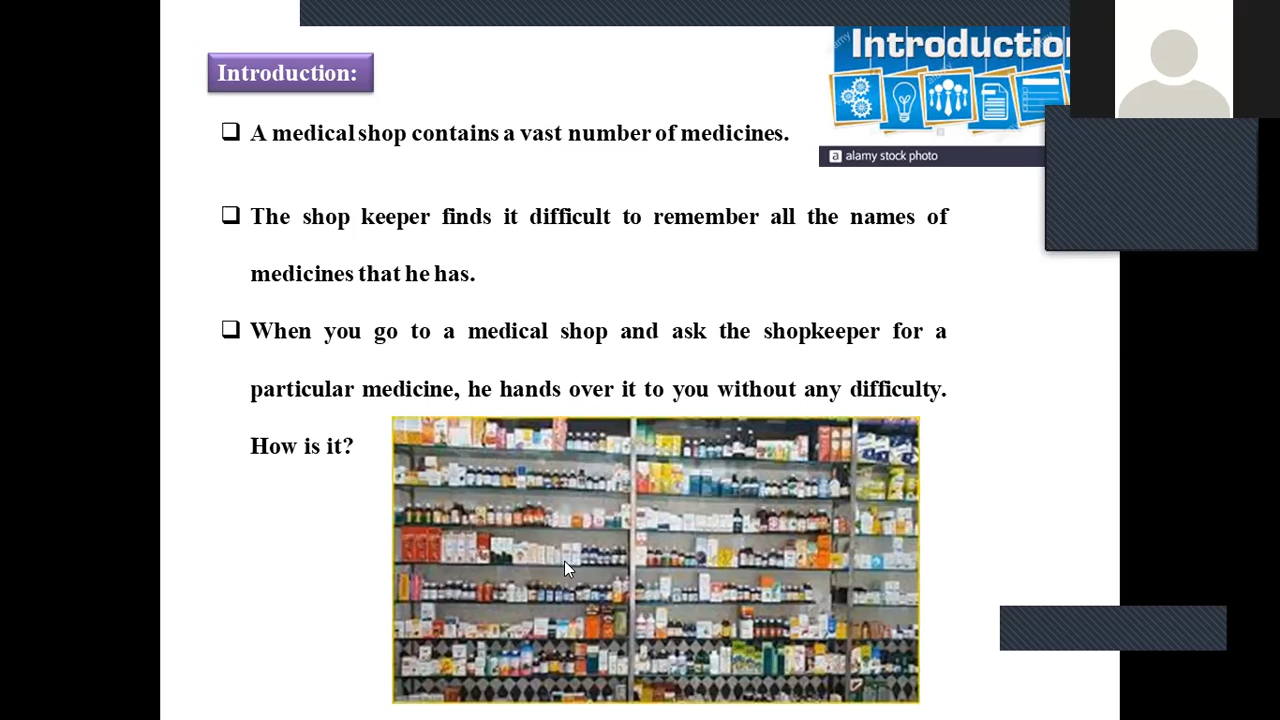 Introduction
Introduction:
A medical shop contains a vast number of medicines.
a alamy stock photo
The shop keeper finds it difficult to remember all the names of
medicines that he has.
When you go to a medical shop and ask the shopkeeper for a
particular medicine, he hands over it to you without any difficulty.
How is it?